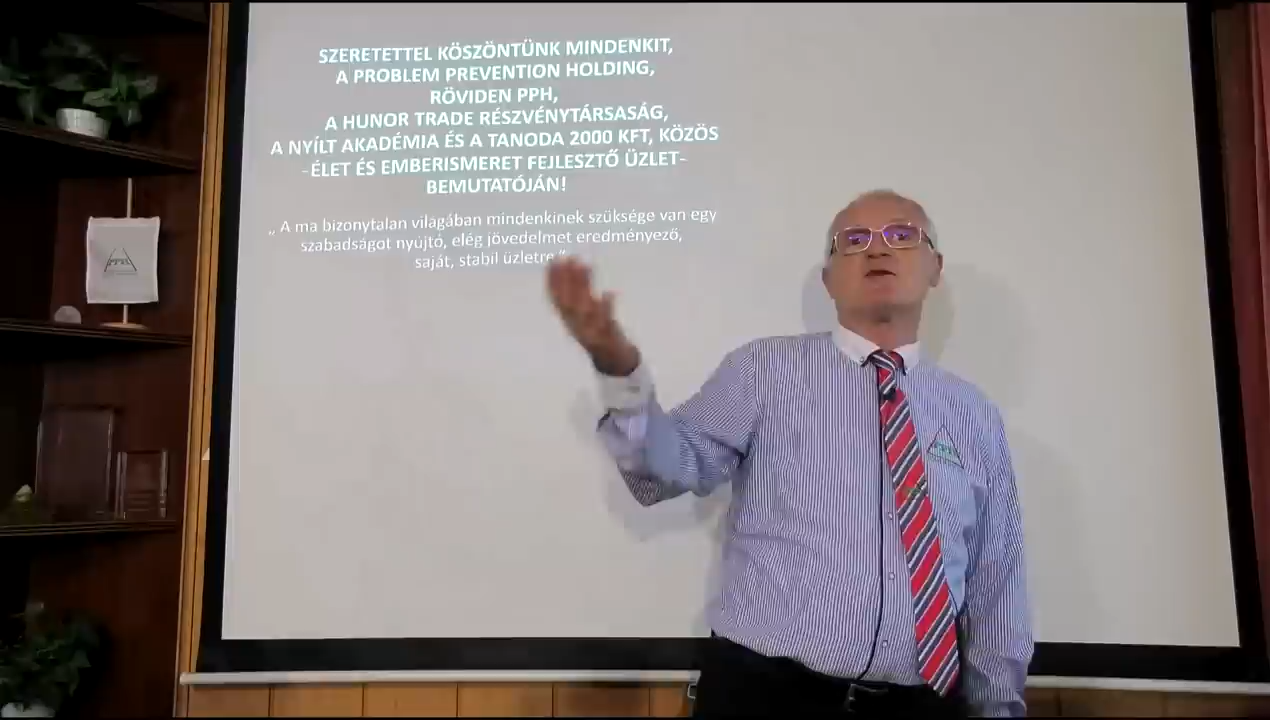 SZERETETTEL KÖSZÖNTÜNK MINDENKIT,
A PROBLEM PREVENTION HOLDING,
RÖVIDEN PPH,
A HUNOR TRADE RÉSZVÉNYTÁRSASÁG,
A NYÍLT AKADÉMIA ÉS A TANODA 2000 KFT, KÖZÖS
-ÉLET ÉS EMBERISMERET FEJLESZTŐ ÜZLET-
BEMUTATÓJÁN!
„ A ma bizonytalan világában mindenkinek szüksége van egy
szabadságot nyújtó, elég jövedelmet eredményező,
saját, stabil üzletre.”